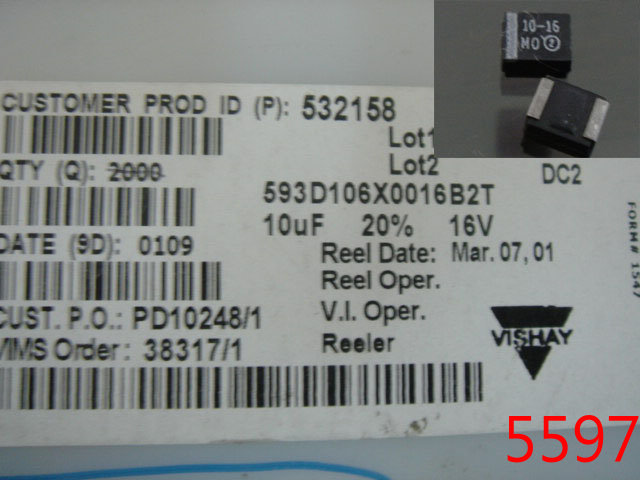 10-16
MO 2
CUSTOMER PROD ID (P): 532158
Lot1
Lot2
DC2
QTY (Q): 2000
593D106X0016B2T
10uF 20% 16V
DATE (9D): 0109
Reel Date: Mar. 07, 01
Reel Oper.
CUST. P.O.: PD10248/1
V.I. Oper.
VIMS Order: 38317/1
Reeler
VISHAY
FORM# 1547
5597